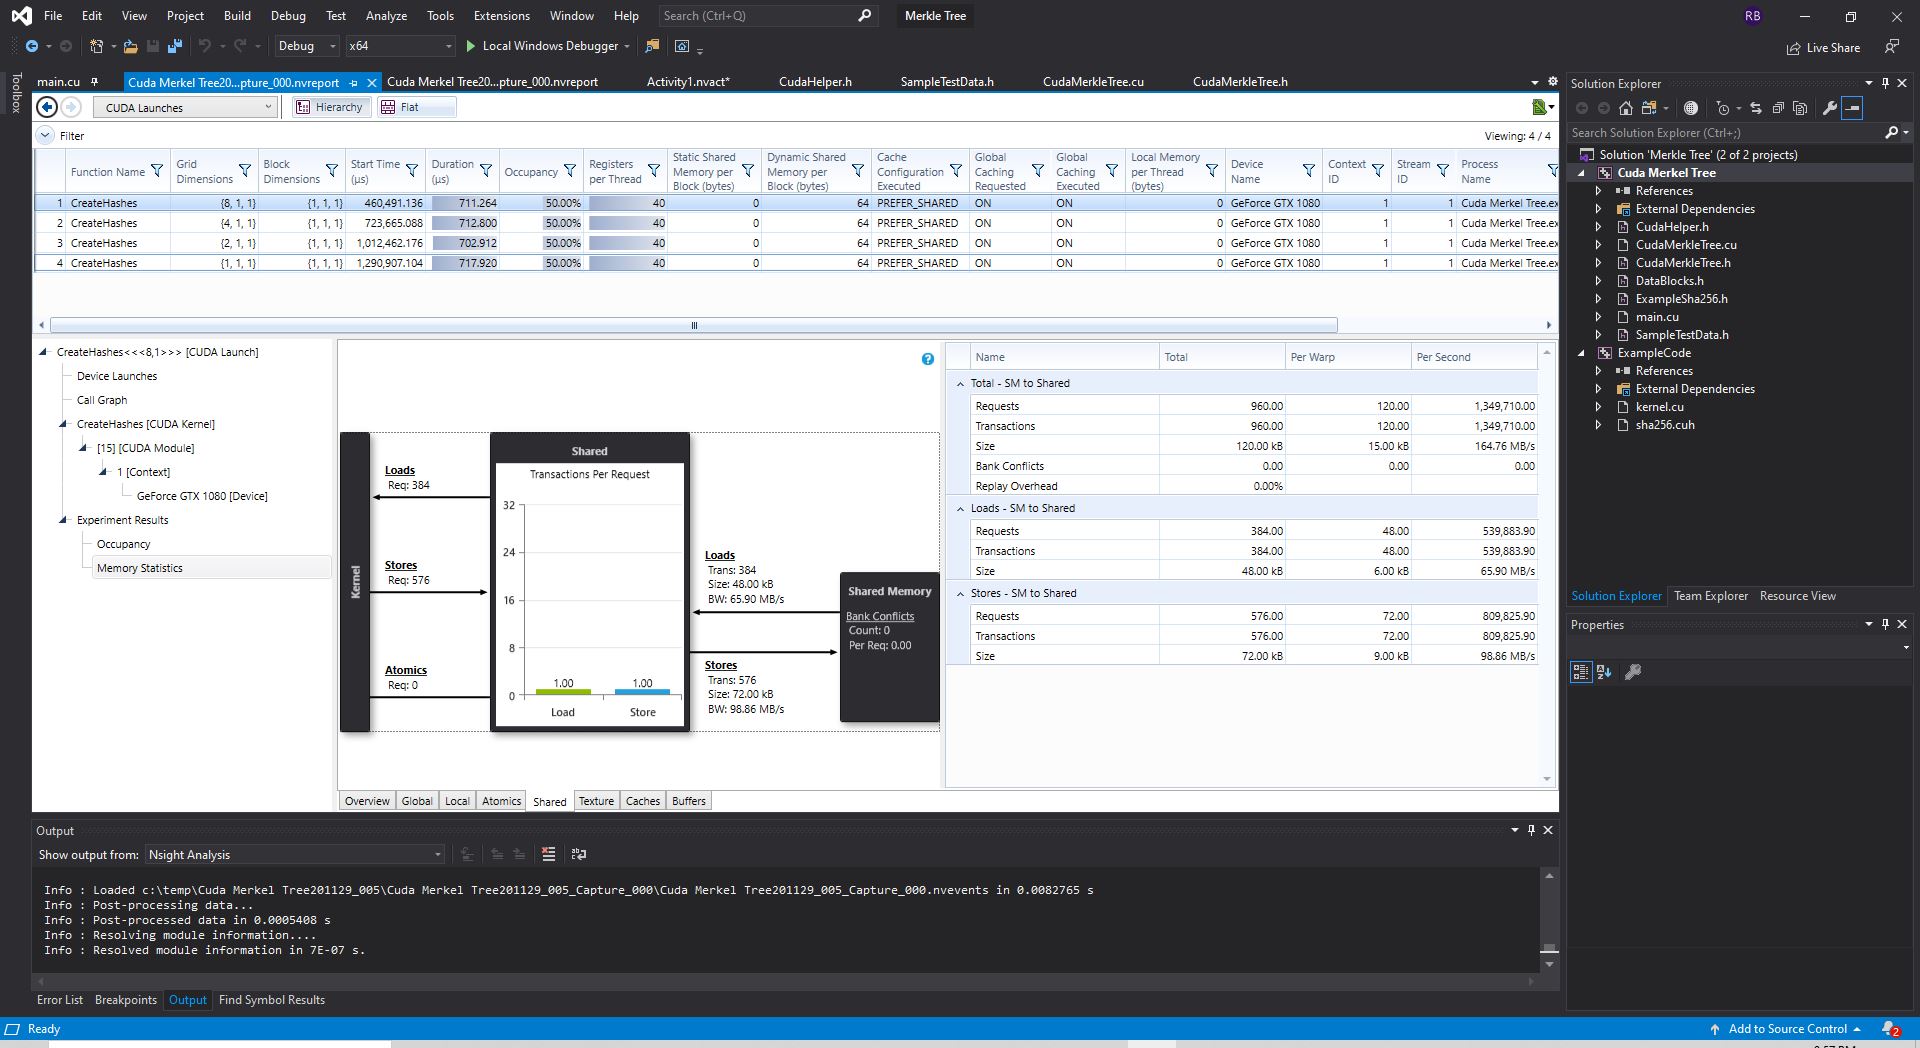 File Edit View Project Build Debug Test Analyze Tools Extensions Window Help Search (Ctrl+Q) Merkle Tree RB
Debug x64 Local Windows Debugger Live Share
Toolbox
main.cu Cuda Merkel Tree20...pture_000.nvreport Cuda Merkel Tree20...pture_000.nvreport Activity1.nvact* CudaHelper.h SampleTestData.h CudaMerkleTree.cu CudaMerkleTree.h
CUDA Launches Hierarchy Flat
Filter Viewing: 4 / 4
Function Name Grid Dimensions Block Dimensions Start Time (μs) Duration (μs) Occupancy Registers per Thread Static Shared Memory per Block (bytes) Dynamic Shared Memory per Block (bytes) Cache Configuration Executed Global Caching Requested Global Caching Executed Local Memory per Thread (bytes) Device Name Context ID Stream ID Process Name
1 CreateHashes {8, 1, 1} {1, 1, 1} 460,491.136 711.264 50.00% 40 0 64 PREFER_SHARED ON ON 0 GeForce GTX 1080 1 1 Cuda Merkel Tree.ex
2 CreateHashes {4, 1, 1} {1, 1, 1} 723,665.088 712.800 50.00% 40 0 64 PREFER_SHARED ON ON 0 GeForce GTX 1080 1 1 Cuda Merkel Tree.ex
3 CreateHashes {2, 1, 1} {1, 1, 1} 1,012,462.176 702.912 50.00% 40 0 64 PREFER_SHARED ON ON 0 GeForce GTX 1080 1 1 Cuda Merkel Tree.ex
4 CreateHashes {1, 1, 1} {1, 1, 1} 1,290,907.104 717.920 50.00% 40 0 64 PREFER_SHARED ON ON 0 GeForce GTX 1080 1 1 Cuda Merkel Tree.ex
CreateHashes<<<8,1>>> [CUDA Launch]
Device Launches
Call Graph
CreateHashes [CUDA Kernel]
[15] [CUDA Module]
1 [Context]
GeForce GTX 1080 [Device]
Experiment Results
Occupancy
Memory Statistics
Kernel
Loads
Req: 384
Stores
Req: 576
Atomics
Req: 0
Shared
Transactions Per Request
32
24
16
8
0
1.00 1.00
Load Store
Loads
Trans: 384
Size: 48.00 kB
BW: 65.90 MB/s
Stores
Trans: 576
Size: 72.00 kB
BW: 98.86 MB/s
Shared Memory
Bank Conflicts
Count: 0
Per Req: 0.00
Overview Global Local Atomics Shared Texture Caches Buffers
Name Total Per Warp Per Second
Total - SM to Shared
Requests 960.00 120.00 1,349,710.00
Transactions 960.00 120.00 1,349,710.00
Size 120.00 kB 15.00 kB 164.76 MB/s
Bank Conflicts 0.00 0.00 0.00
Replay Overhead 0.00%
Loads - SM to Shared
Requests 384.00 48.00 539,883.90
Transactions 384.00 48.00 539,883.90
Size 48.00 kB 6.00 kB 65.90 MB/s
Stores - SM to Shared
Requests 576.00 72.00 809,825.90
Transactions 576.00 72.00 809,825.90
Size 72.00 kB 9.00 kB 98.86 MB/s
Output
Show output from: Nsight Analysis
Info : Loaded c:\temp\Cuda Merkel Tree201129_005\Cuda Merkel Tree201129_005_Capture_000\Cuda Merkel Tree201129_005_Capture_000.nvevents in 0.0082765 s
Info : Post-processing data...
Info : Post-processed data in 0.0005408 s
Info : Resolving module information....
Info : Resolved module information in 7E-07 s.
Error List Breakpoints Output Find Symbol Results
Solution Explorer
Search Solution Explorer (Ctrl+;)
Solution 'Merkle Tree' (2 of 2 projects)
Cuda Merkel Tree
References
External Dependencies
CudaHelper.h
CudaMerkleTree.cu
CudaMerkleTree.h
DataBlocks.h
ExampleSha256.h
main.cu
SampleTestData.h
ExampleCode
References
External Dependencies
kernel.cu
sha256.cuh
Solution Explorer Team Explorer Resource View
Properties
Ready Add to Source Control 2